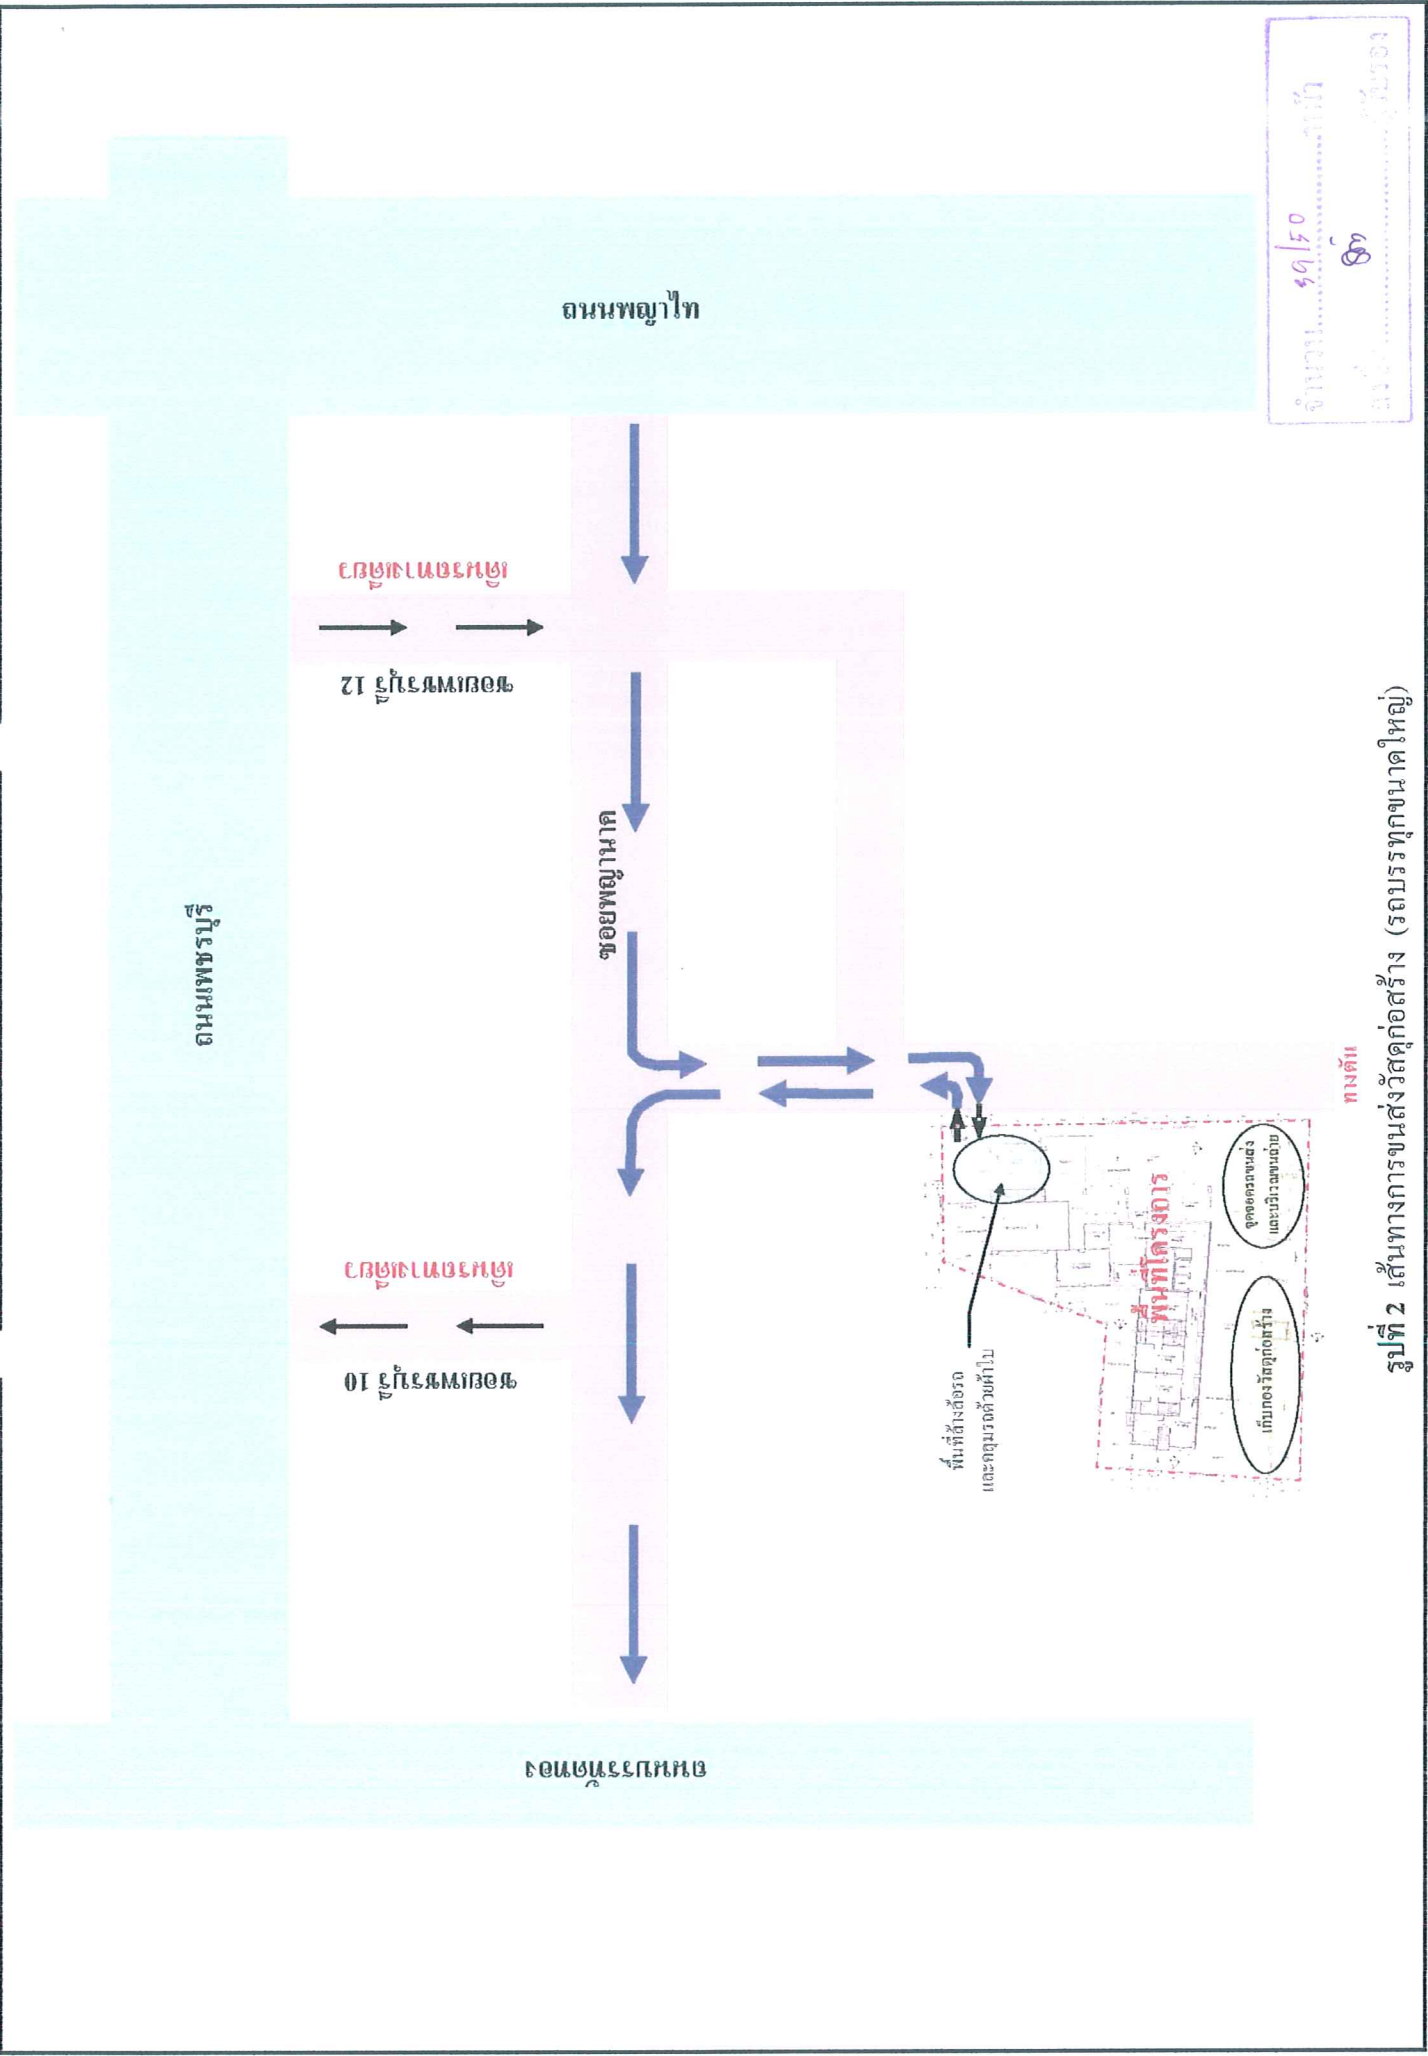 ถนนพญาไท
เดินรถทางเดียว
ซอยเพชรบุรี 12
ซอยพญานาค
ถนนเพชรบุรี
ทางตัน
พื้นที่โครงการ
จุดจอดรถขนส่ง
และบริเวณขนถ่าย
เก็บกองวัสดุก่อสร้าง
พื้นที่ล้างล้อรถ
และคลุมรถด้วยผ้าใบ
เดินรถทางเดียว
ซอยเพชรบุรี 10
ถนนบรรทัดทอง
รูปที่ 2 เส้นทางการขนส่งวัสดุก่อสร้าง (รถบรรทุกขนาดใหญ่)
จำนวน